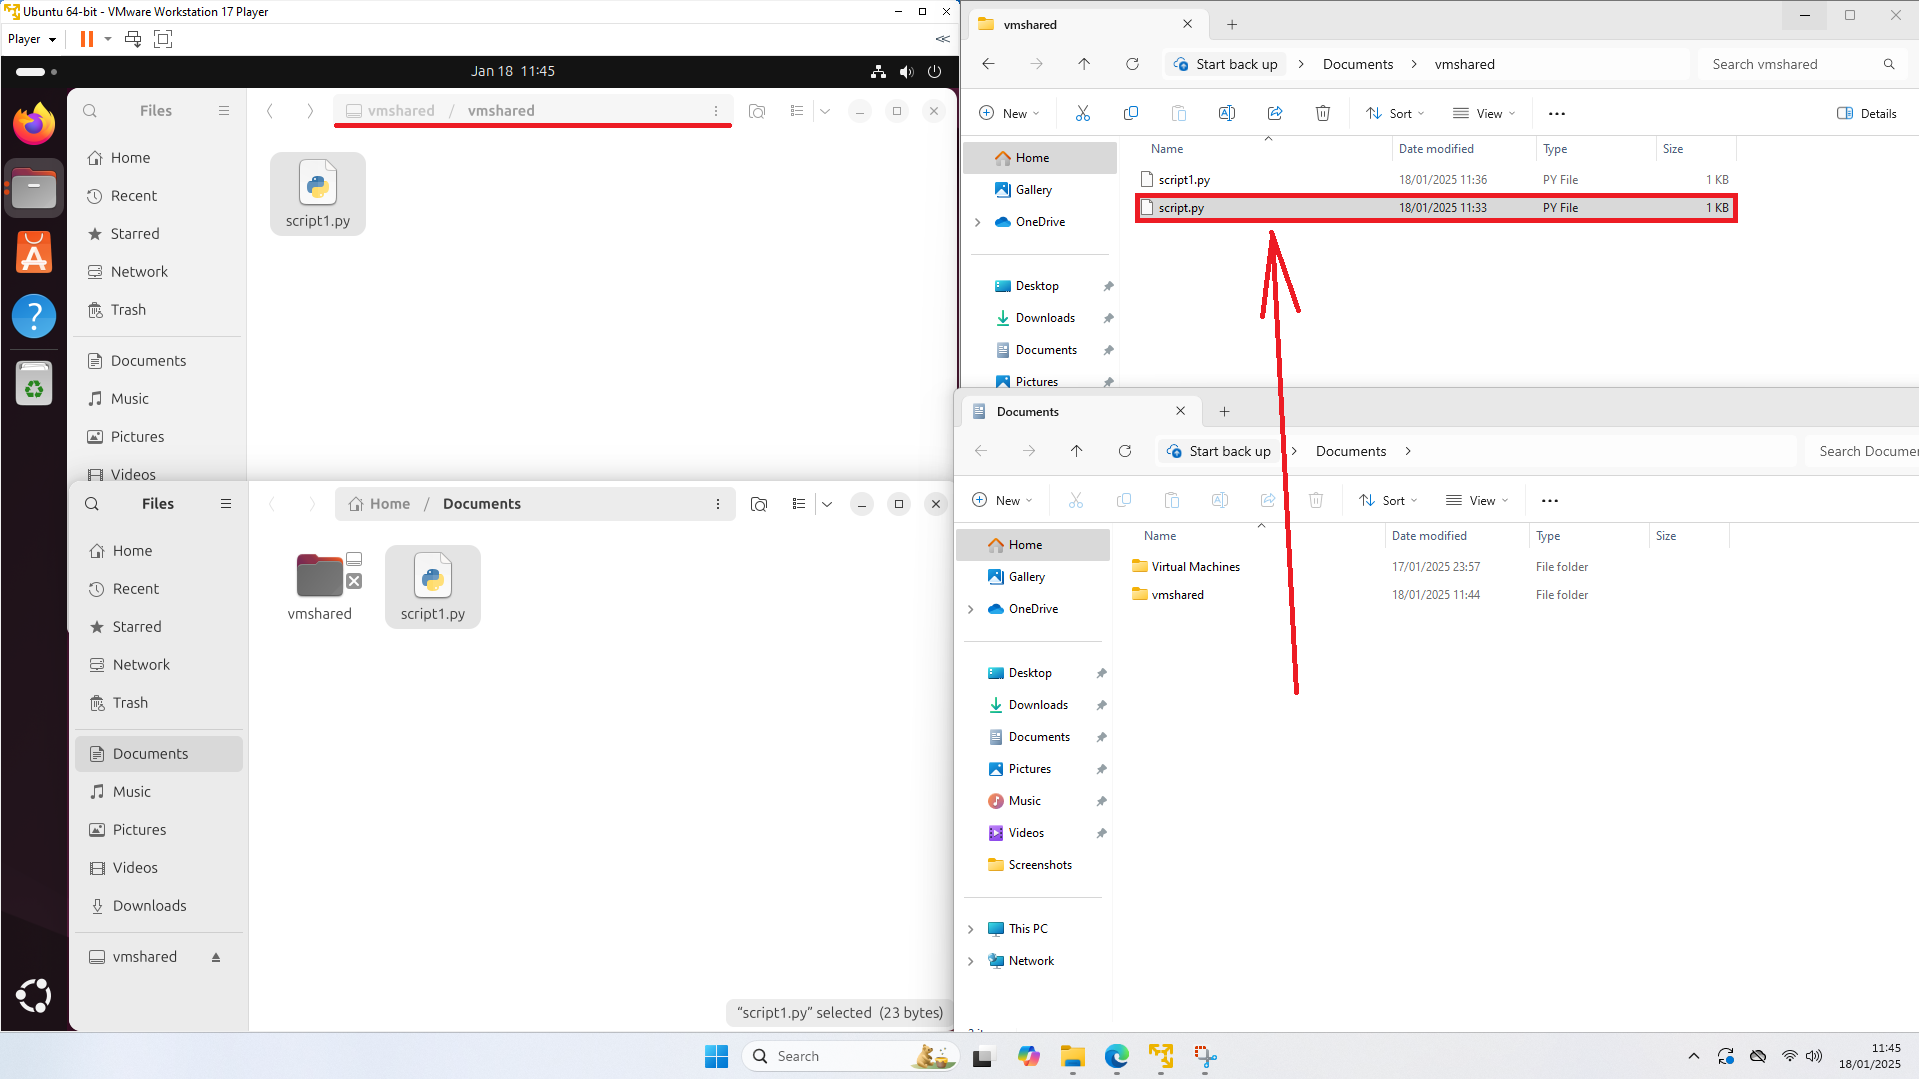 Ubuntu 64-bit - VMware Workstation 17 Player
Player
Jan 18 11:45
Files
vmshared / vmshared
Home
Recent
Starred
Network
Trash
Documents
Music
Pictures
Videos
script1.py
Files
Home / Documents
Home
Recent
Starred
Network
Trash
Documents
Music
Pictures
Videos
Downloads
vmshared
vmshared
script1.py
“script1.py” selected (23 bytes)
vmshared
Start back up > Documents > vmshared
Search vmshared
New
Sort
View
Details
Name Date modified Type Size
script1.py 18/01/2025 11:36 PY File 1 KB
script.py 18/01/2025 11:33 PY File 1 KB
Home
Gallery
OneDrive
Desktop
Downloads
Documents
Pictures
Documents
Start back up > Documents >
Search Documen
New
Sort
View
Name Date modified Type Size
Virtual Machines 17/01/2025 23:57 File folder
vmshared 18/01/2025 11:44 File folder
Home
Gallery
OneDrive
Desktop
Downloads
Documents
Pictures
Music
Videos
Screenshots
This PC
Network
Search
11:45
18/01/2025